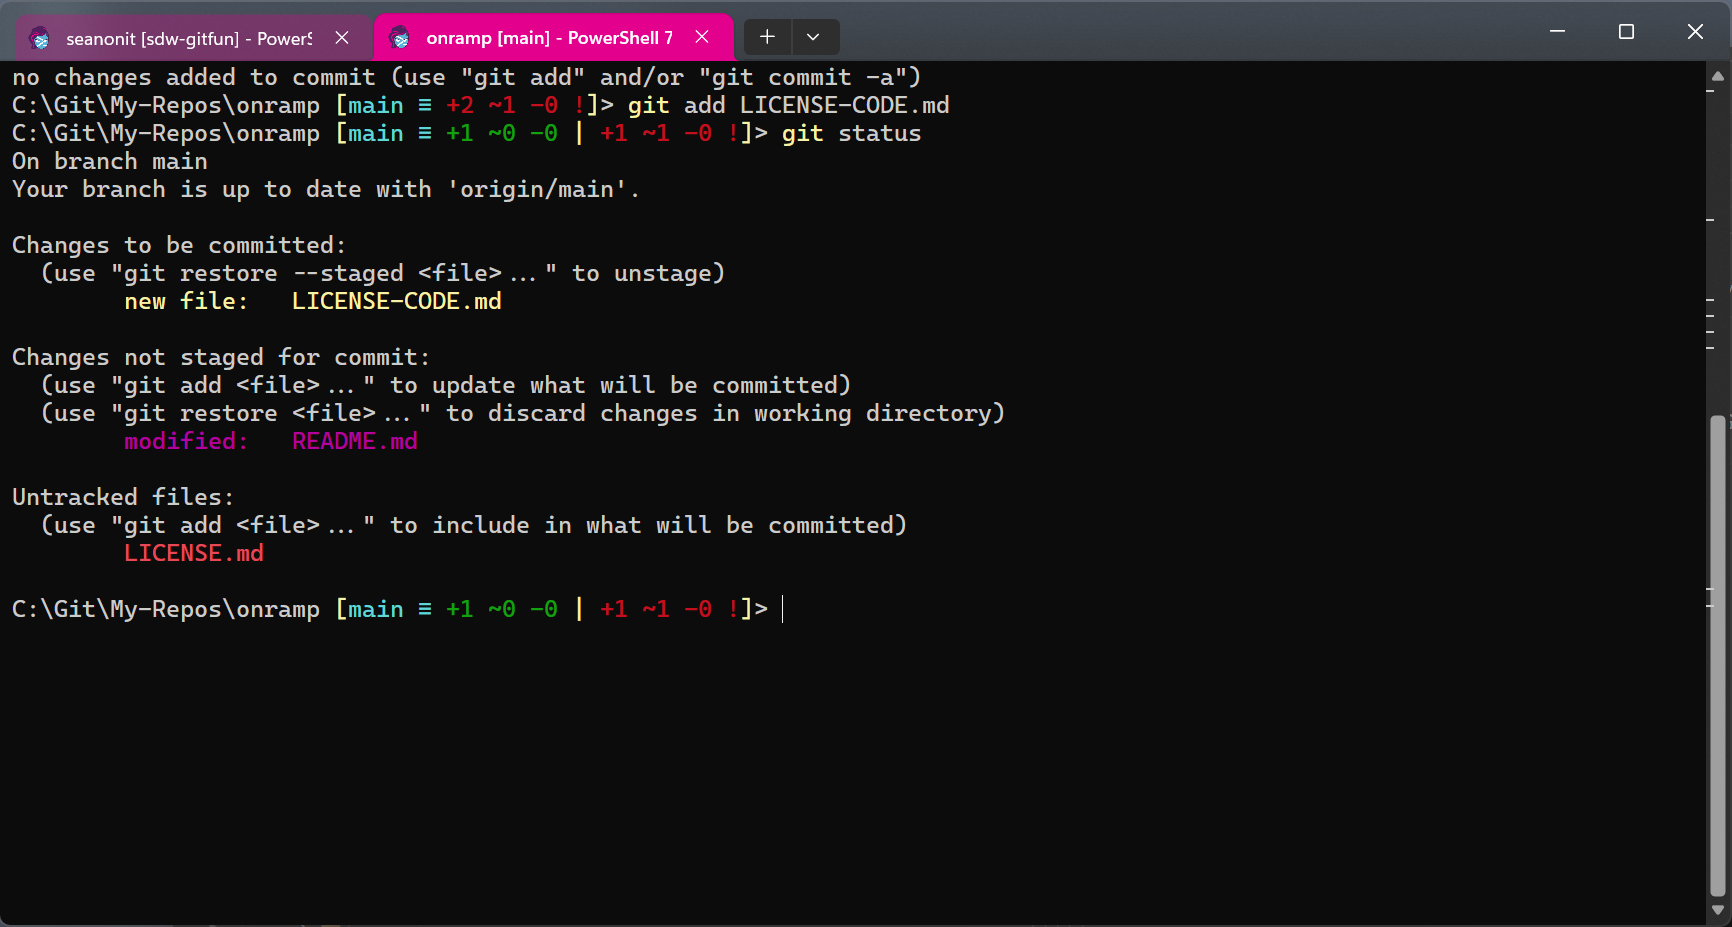 seanonit [sdw-gitfun] - PowerS
onramp [main] - PowerShell 7
no changes added to commit (use "git add" and/or "git commit -a")
C:\Git\My-Repos\onramp [main ≡ +2 ~1 -0 !]> git add LICENSE-CODE.md
C:\Git\My-Repos\onramp [main ≡ +1 ~0 -0 | +1 ~1 -0 !]> git status
On branch main
Your branch is up to date with 'origin/main'.
Changes to be committed:
(use "git restore --staged <file>..." to unstage)
new file: LICENSE-CODE.md
Changes not staged for commit:
(use "git add <file>..." to update what will be committed)
(use "git restore <file>..." to discard changes in working directory)
modified: README.md
Untracked files:
(use "git add <file>..." to include in what will be committed)
LICENSE.md
C:\Git\My-Repos\onramp [main ≡ +1 ~0 -0 | +1 ~1 -0 !]>